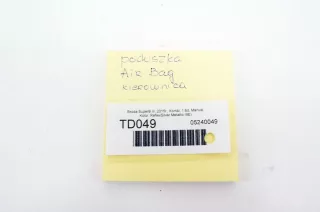 poduszka
Air Bag
kierownica
TD049
05240049